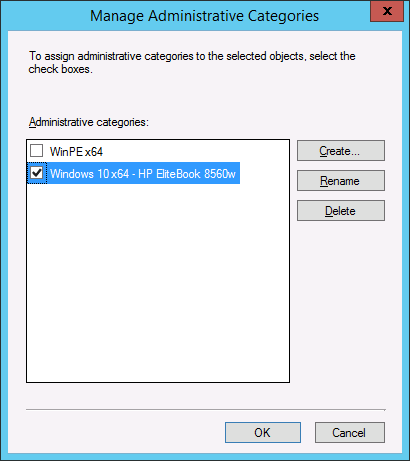 Manage Administrative Categories
x
To assign administrative categories to the selected objects, select the
check boxes.
Administrative categories:
WinPE x64
Create...
Windows 10 x64 - HP EliteBook 8560w
Rename
Delete
OK
Cancel